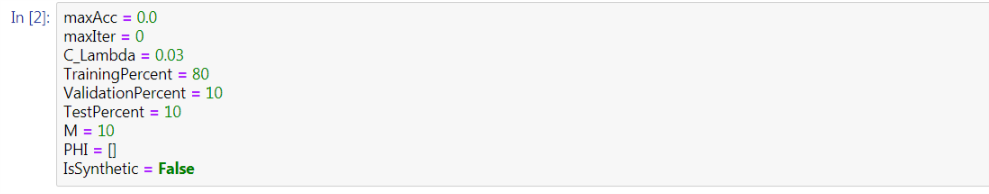 In [2]:
maxAcc = 0.0
maxIter = 0
C_Lambda = 0.03
TrainingPercent = 80
ValidationPercent = 10
TestPercent = 10
M = 10
PHI = []
IsSynthetic = False